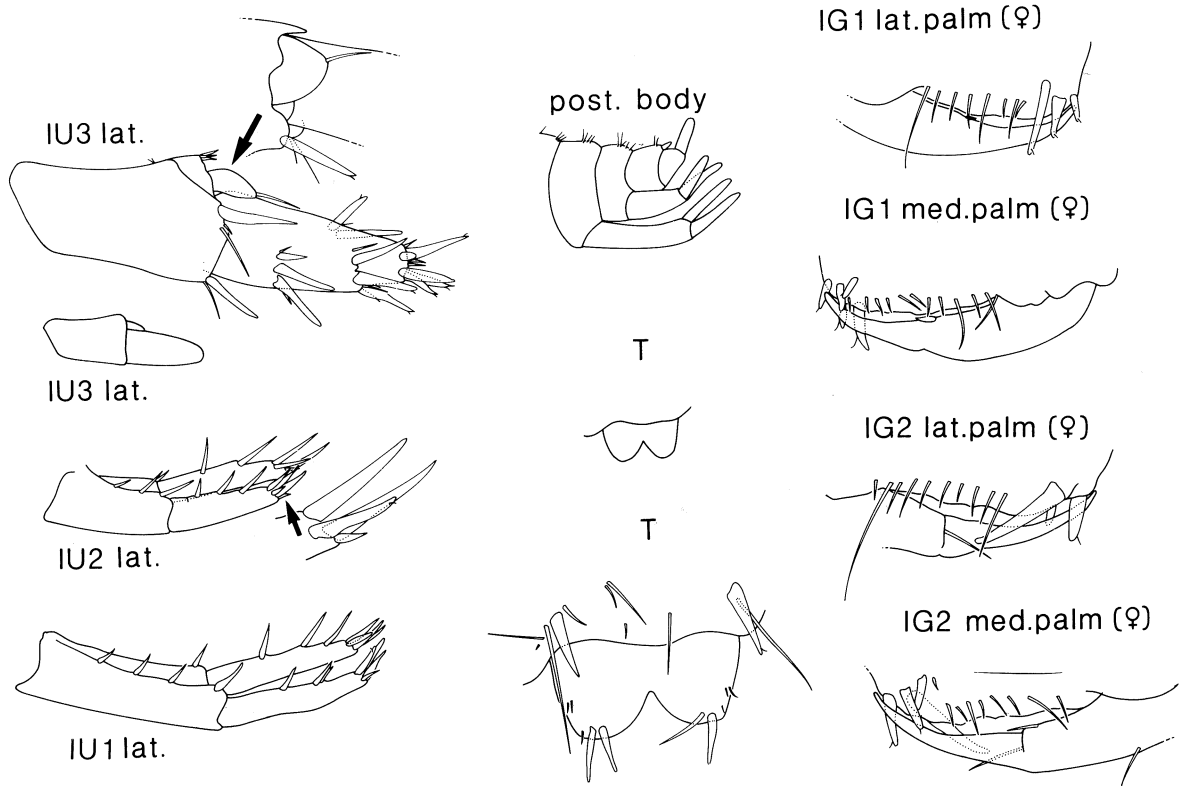 IU3 lat.
IU3 lat.
IU2 lat.
IU1 lat.
post. body
T
T
IG1 lat.palm (♀)
IG1 med.palm (♀)
IG2 lat.palm (♀)
IG2 med.palm (♀)